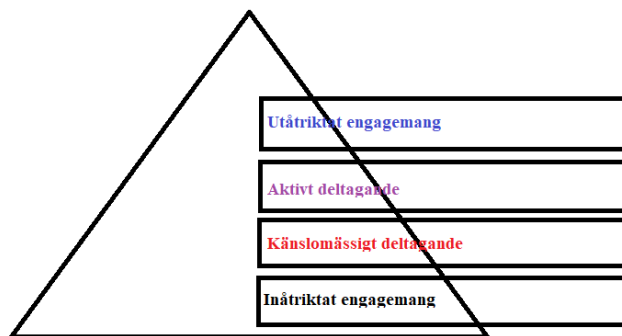 Utåtriktat engagemang
Aktivt deltagande
Känslomässigt deltagande
Inåtriktat engagemang